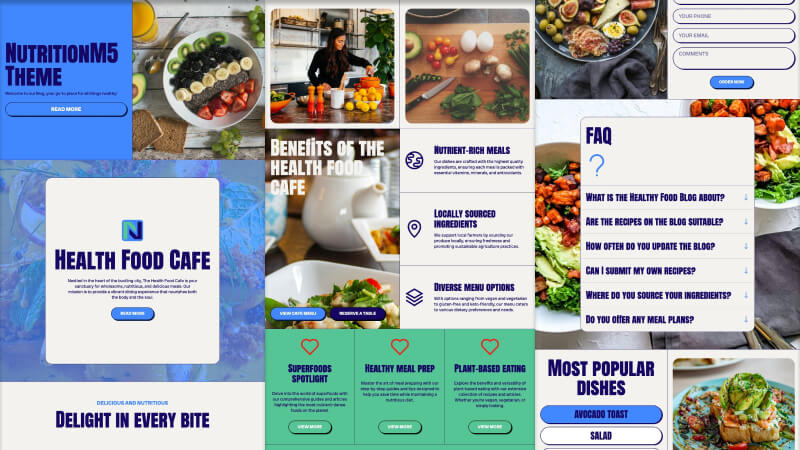 NutritionM5
Theme
Welcome to our blog, your go-to place for all things healthy!
READ MORE
Health Food Cafe
Nestled in the heart of the bustling city, The Health Food Cafe is your
sanctuary for wholesome, nutritious, and delicious meals. Our
mission is to provide a vibrant dining experience that nourishes both
the body and the soul.
READ MORE
DELICIOUS AND NUTRITIOUS
Delight in every bite
Benefits of the
Health Food
Cafe
VIEW CAFE MENU
RESERVE A TABLE
Nutrient-rich meals
Our dishes are crafted with the highest quality
ingredients, ensuring each meal is packed with
essential vitamins, minerals, and antioxidants.
Locally sourced
ingredients
We support local farmers by sourcing our
produce locally, ensuring freshness and
promoting sustainable agriculture practices.
Diverse menu options
With options ranging from vegan and vegetarian
to gluten-free and keto-friendly, our menu caters
to various dietary preferences and needs.
Superfoods
spotlight
Delve into the world of superfoods with
our comprehensive guides and articles
highlighting the most nutrient-dense
foods on the planet.
VIEW MORE
Healthy meal prep
Master the art of meal preparing with our
step-by-step guides and tips designed to
help you save time while maintaining a
nutritious diet.
VIEW MORE
Plant-based eating
Explore the benefits and versatility of
plant-based eating with our extensive
collection of recipes and articles.
Whether you're vegan, vegetarian, or
simply looking.
VIEW MORE
YOUR PHONE
YOUR EMAIL
COMMENTS
ORDER NOW
FAQ
What is the Healthy Food Blog about?
Are the recipes on the blog suitable?
How often do you update the blog?
Can I submit my own recipes?
Where do you source your ingredients?
Do you offer any meal plans?
Most popular
dishes
AVOCADO TOAST
SALAD